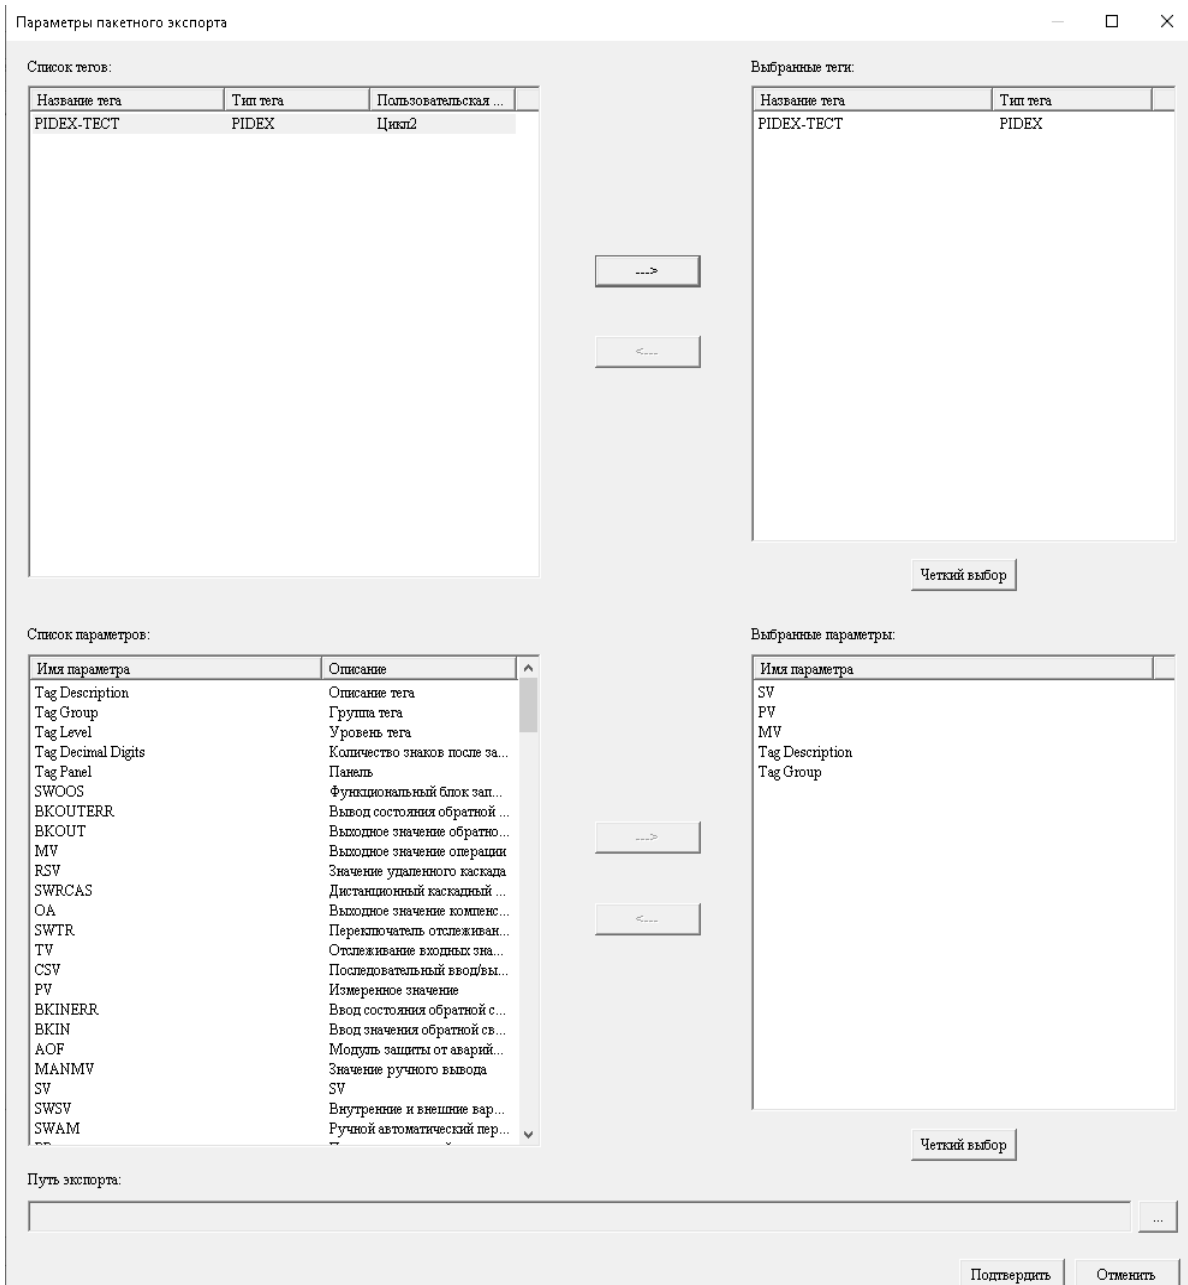 Параметры пакетного экспорта
Список тегов:
Название тега Тип тега Пользовательская ...
PIDEX-ТЕСТ PIDEX Цикл2
--->
<---
Выбранные теги:
Название тега Тип тега
PIDEX-ТЕСТ PIDEX
Четкий выбор
Список параметров:
Имя параметра Описание
Tag Description Описание тега
Tag Group Группа тега
Tag Level Уровень тега
Tag Decimal Digits Количество знаков после за...
Tag Panel Панель
SWOOS Функциональный блок зап...
BKOUTERR Вывод состояния обратной ...
BKOUT Выходное значение обратно...
MV Выходное значение операции
RSV Значение удаленного каскада
SWRCAS Дистанционный каскадный ...
OA Выходное значение компенс...
SWTR Переключатель отслеживан...
TV Отслеживание входных зна...
CSV Последовательный ввод/вы...
PV Измеренное значение
BKINERR Ввод состояния обратной с...
BKIN Ввод значения обратной св...
AOF Модуль защиты от аварий...
MANMV Значение ручного вывода
SV SV
SWSV Внутренние и внешние вар...
SWAM Ручной автоматический пер...
--->
<---
Выбранные параметры:
Имя параметра
SV
PV
MV
Tag Description
Tag Group
Четкий выбор
Путь экспорта:
...
Подтвердить Отменить